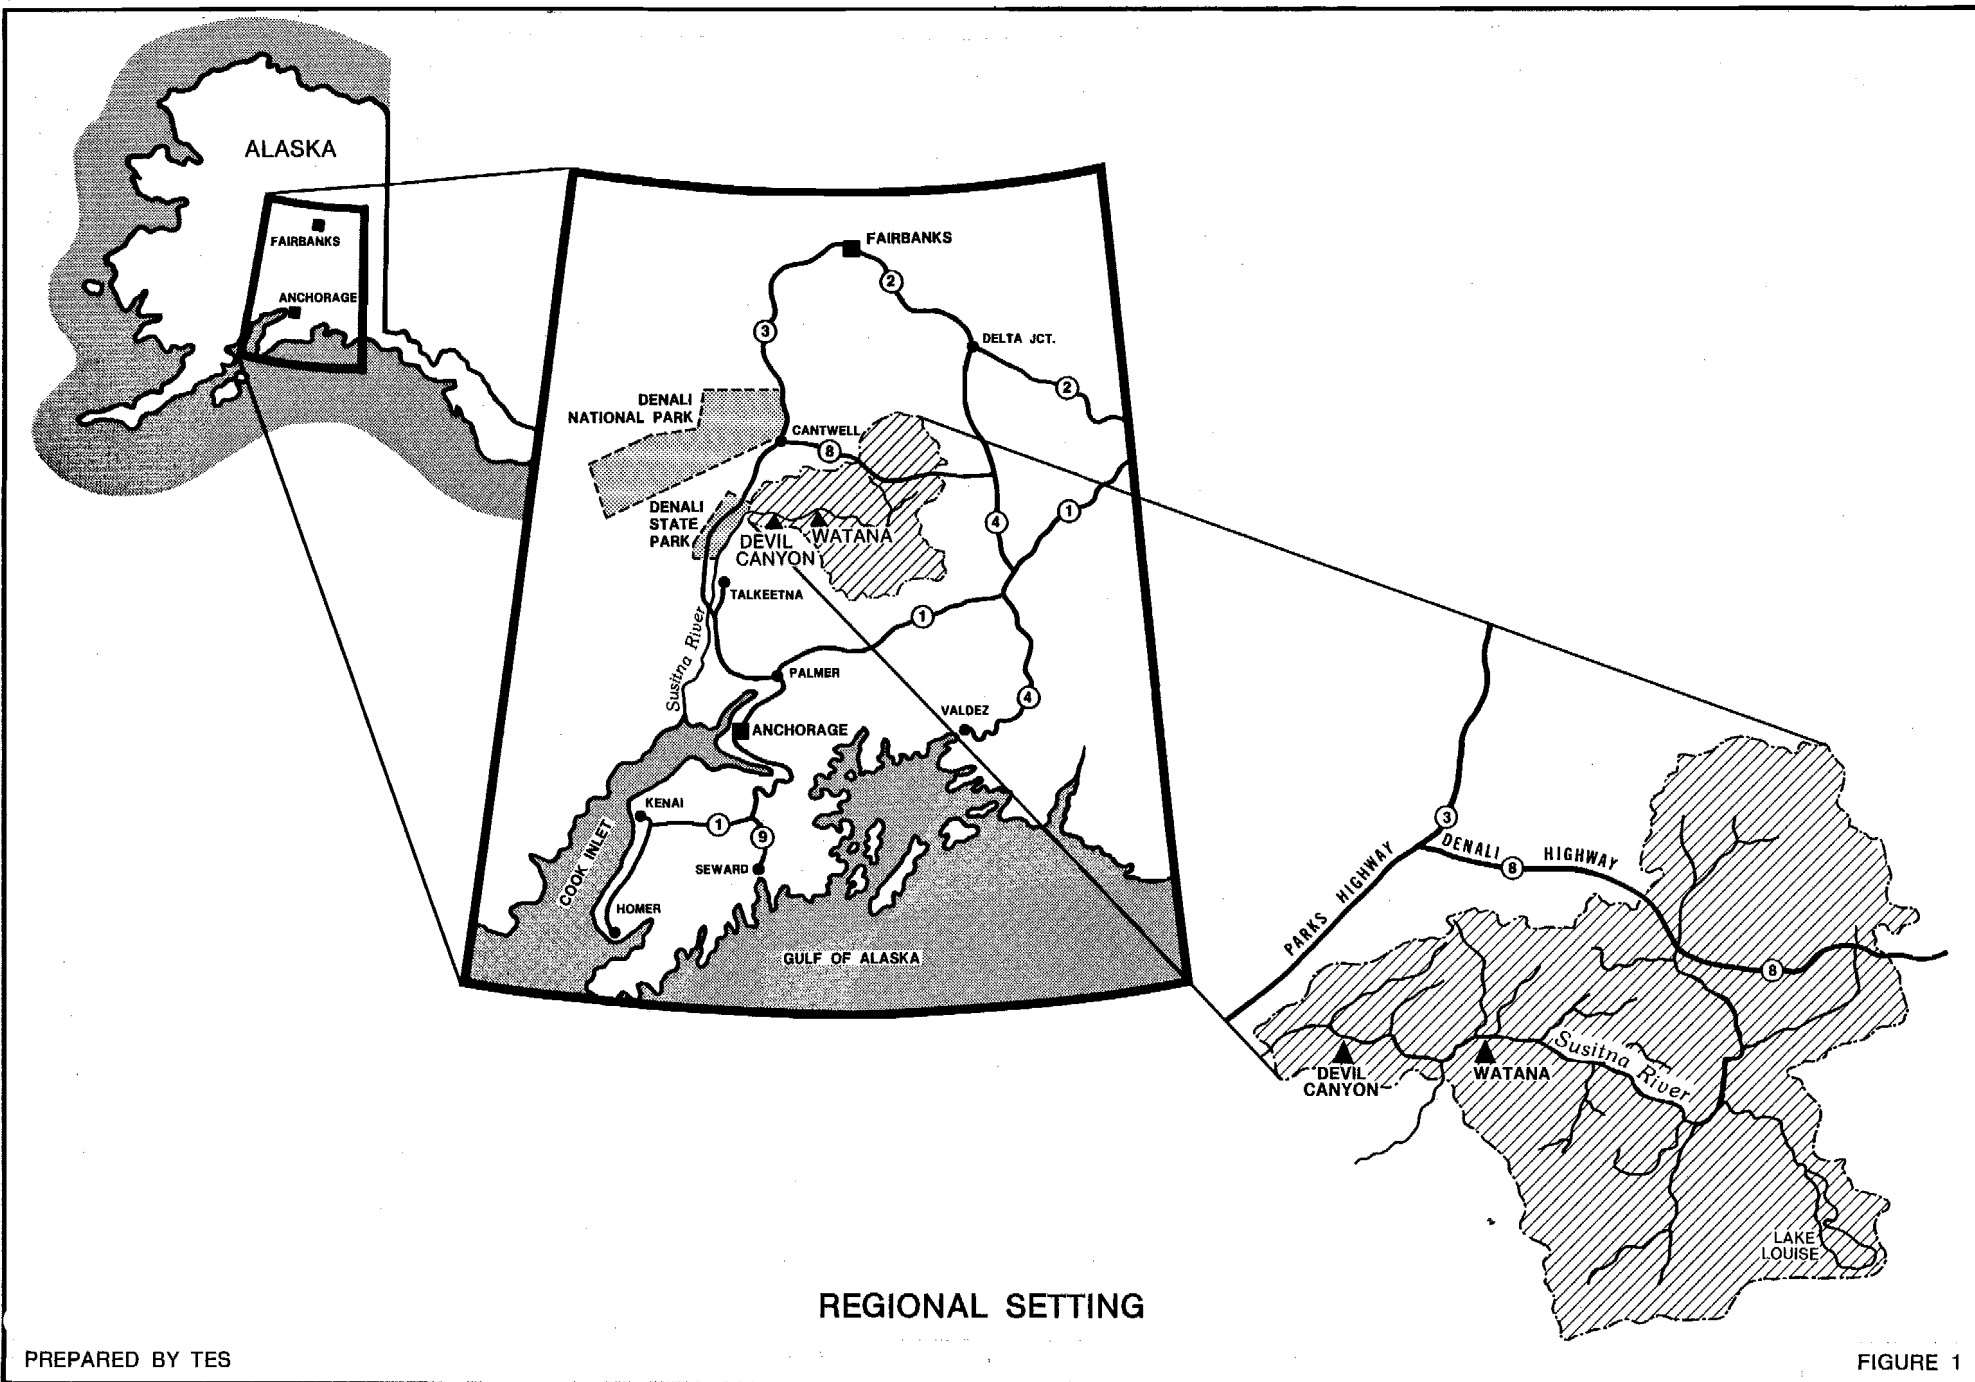 ALASKA
FAIRBANKS
ANCHORAGE
FAIRBANKS
2
3
DELTA JCT.
2
DENALI
NATIONAL PARK
CANTWELL
8
DENALI
STATE
PARK
DEVIL
CANYON
WATANA
4
1
TALKEETNA
Susitna River
1
PALMER
4
VALDEZ
ANCHORAGE
KENAI
1
9
COOK INLET
SEWARD
HOMER
GULF OF ALASKA
3
PARKS HIGHWAY
DENALI HIGHWAY
8
8
Susitna River
DEVIL
CANYON
WATANA
LAKE
LOUISE
REGIONAL SETTING
PREPARED BY TES
FIGURE 1